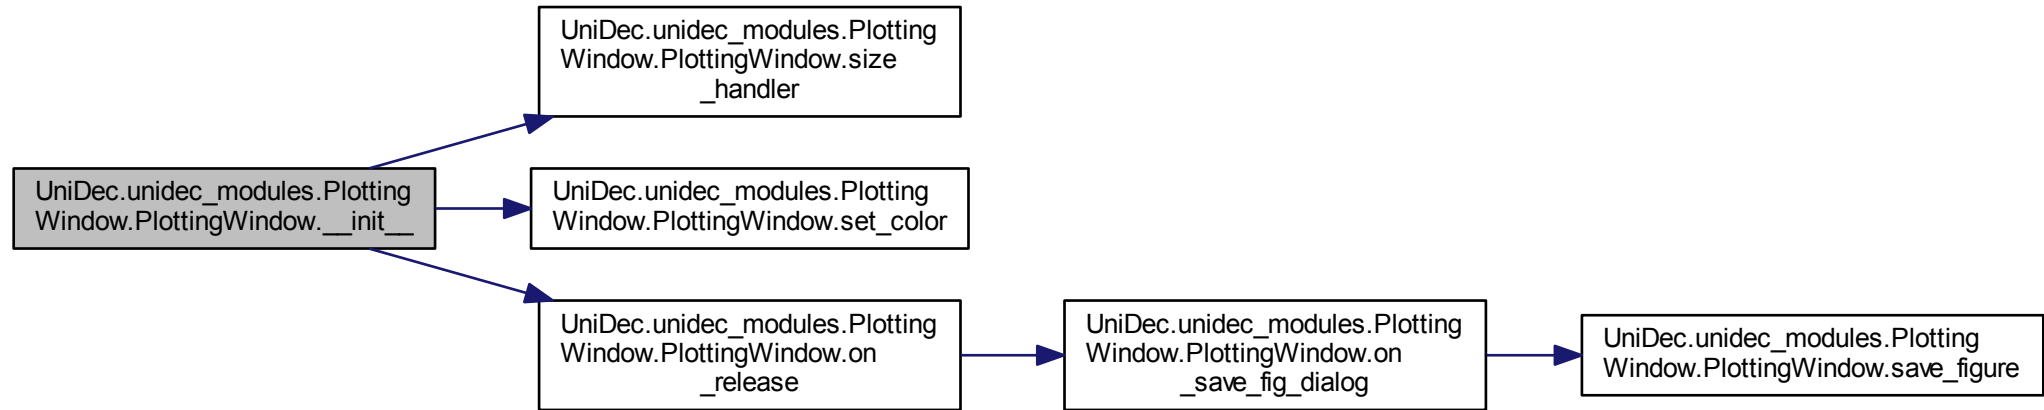 UniDec.unidec_modules.Plotting
Window.PlottingWindow.__init__
UniDec.unidec_modules.Plotting
Window.PlottingWindow.size
_handler
UniDec.unidec_modules.Plotting
Window.PlottingWindow.set_color
UniDec.unidec_modules.Plotting
Window.PlottingWindow.on
_release
UniDec.unidec_modules.Plotting
Window.PlottingWindow.on
_save_fig_dialog
UniDec.unidec_modules.Plotting
Window.PlottingWindow.save_figure